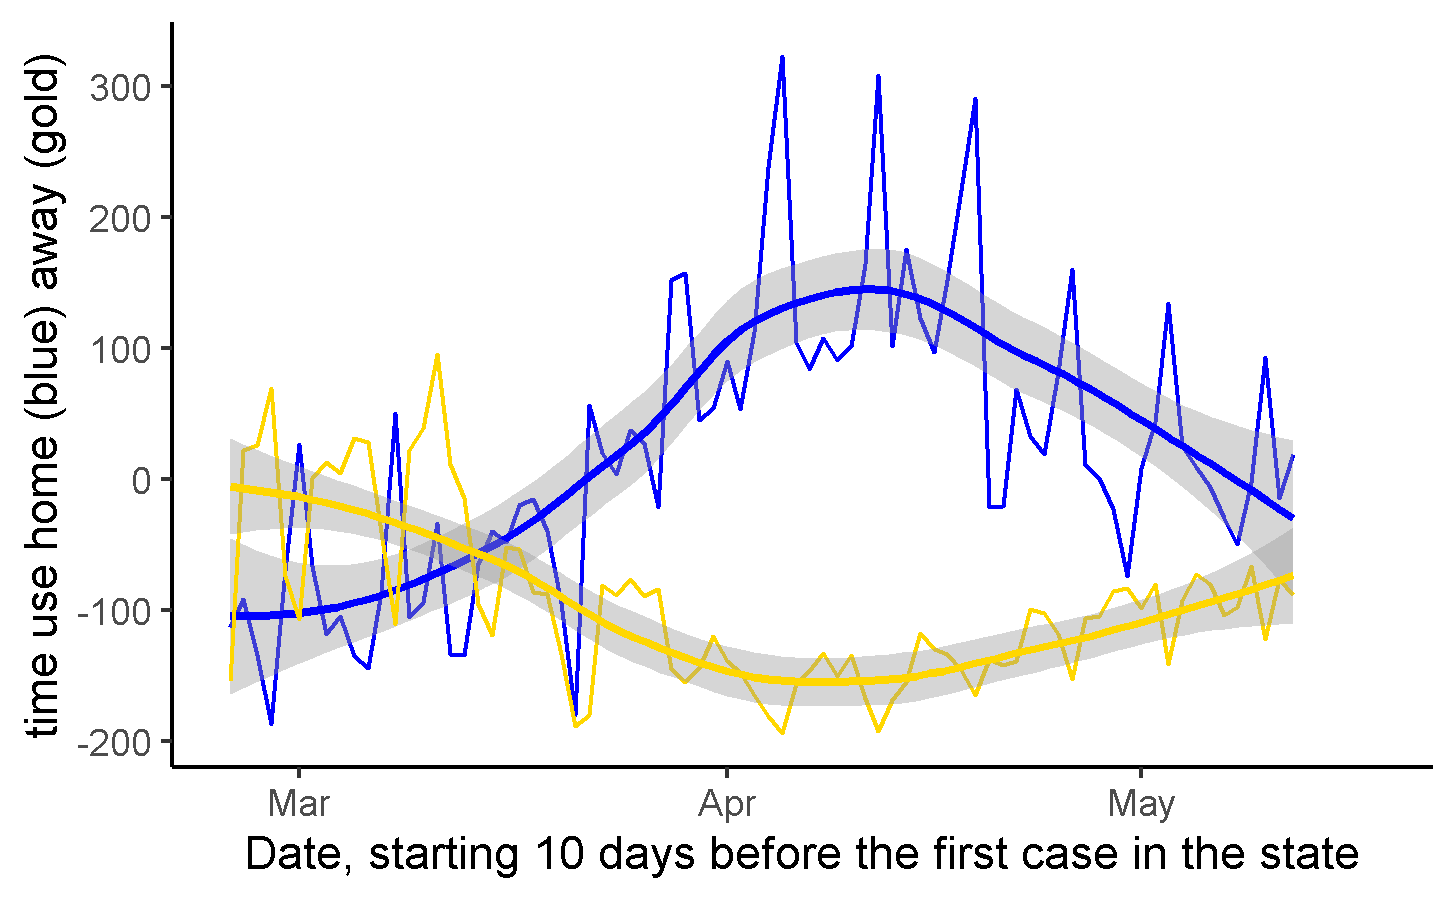 time use home (blue) away (gold)
300
200
100
0
-100
-200
Mar Apr May
Date, starting 10 days before the first case in the state